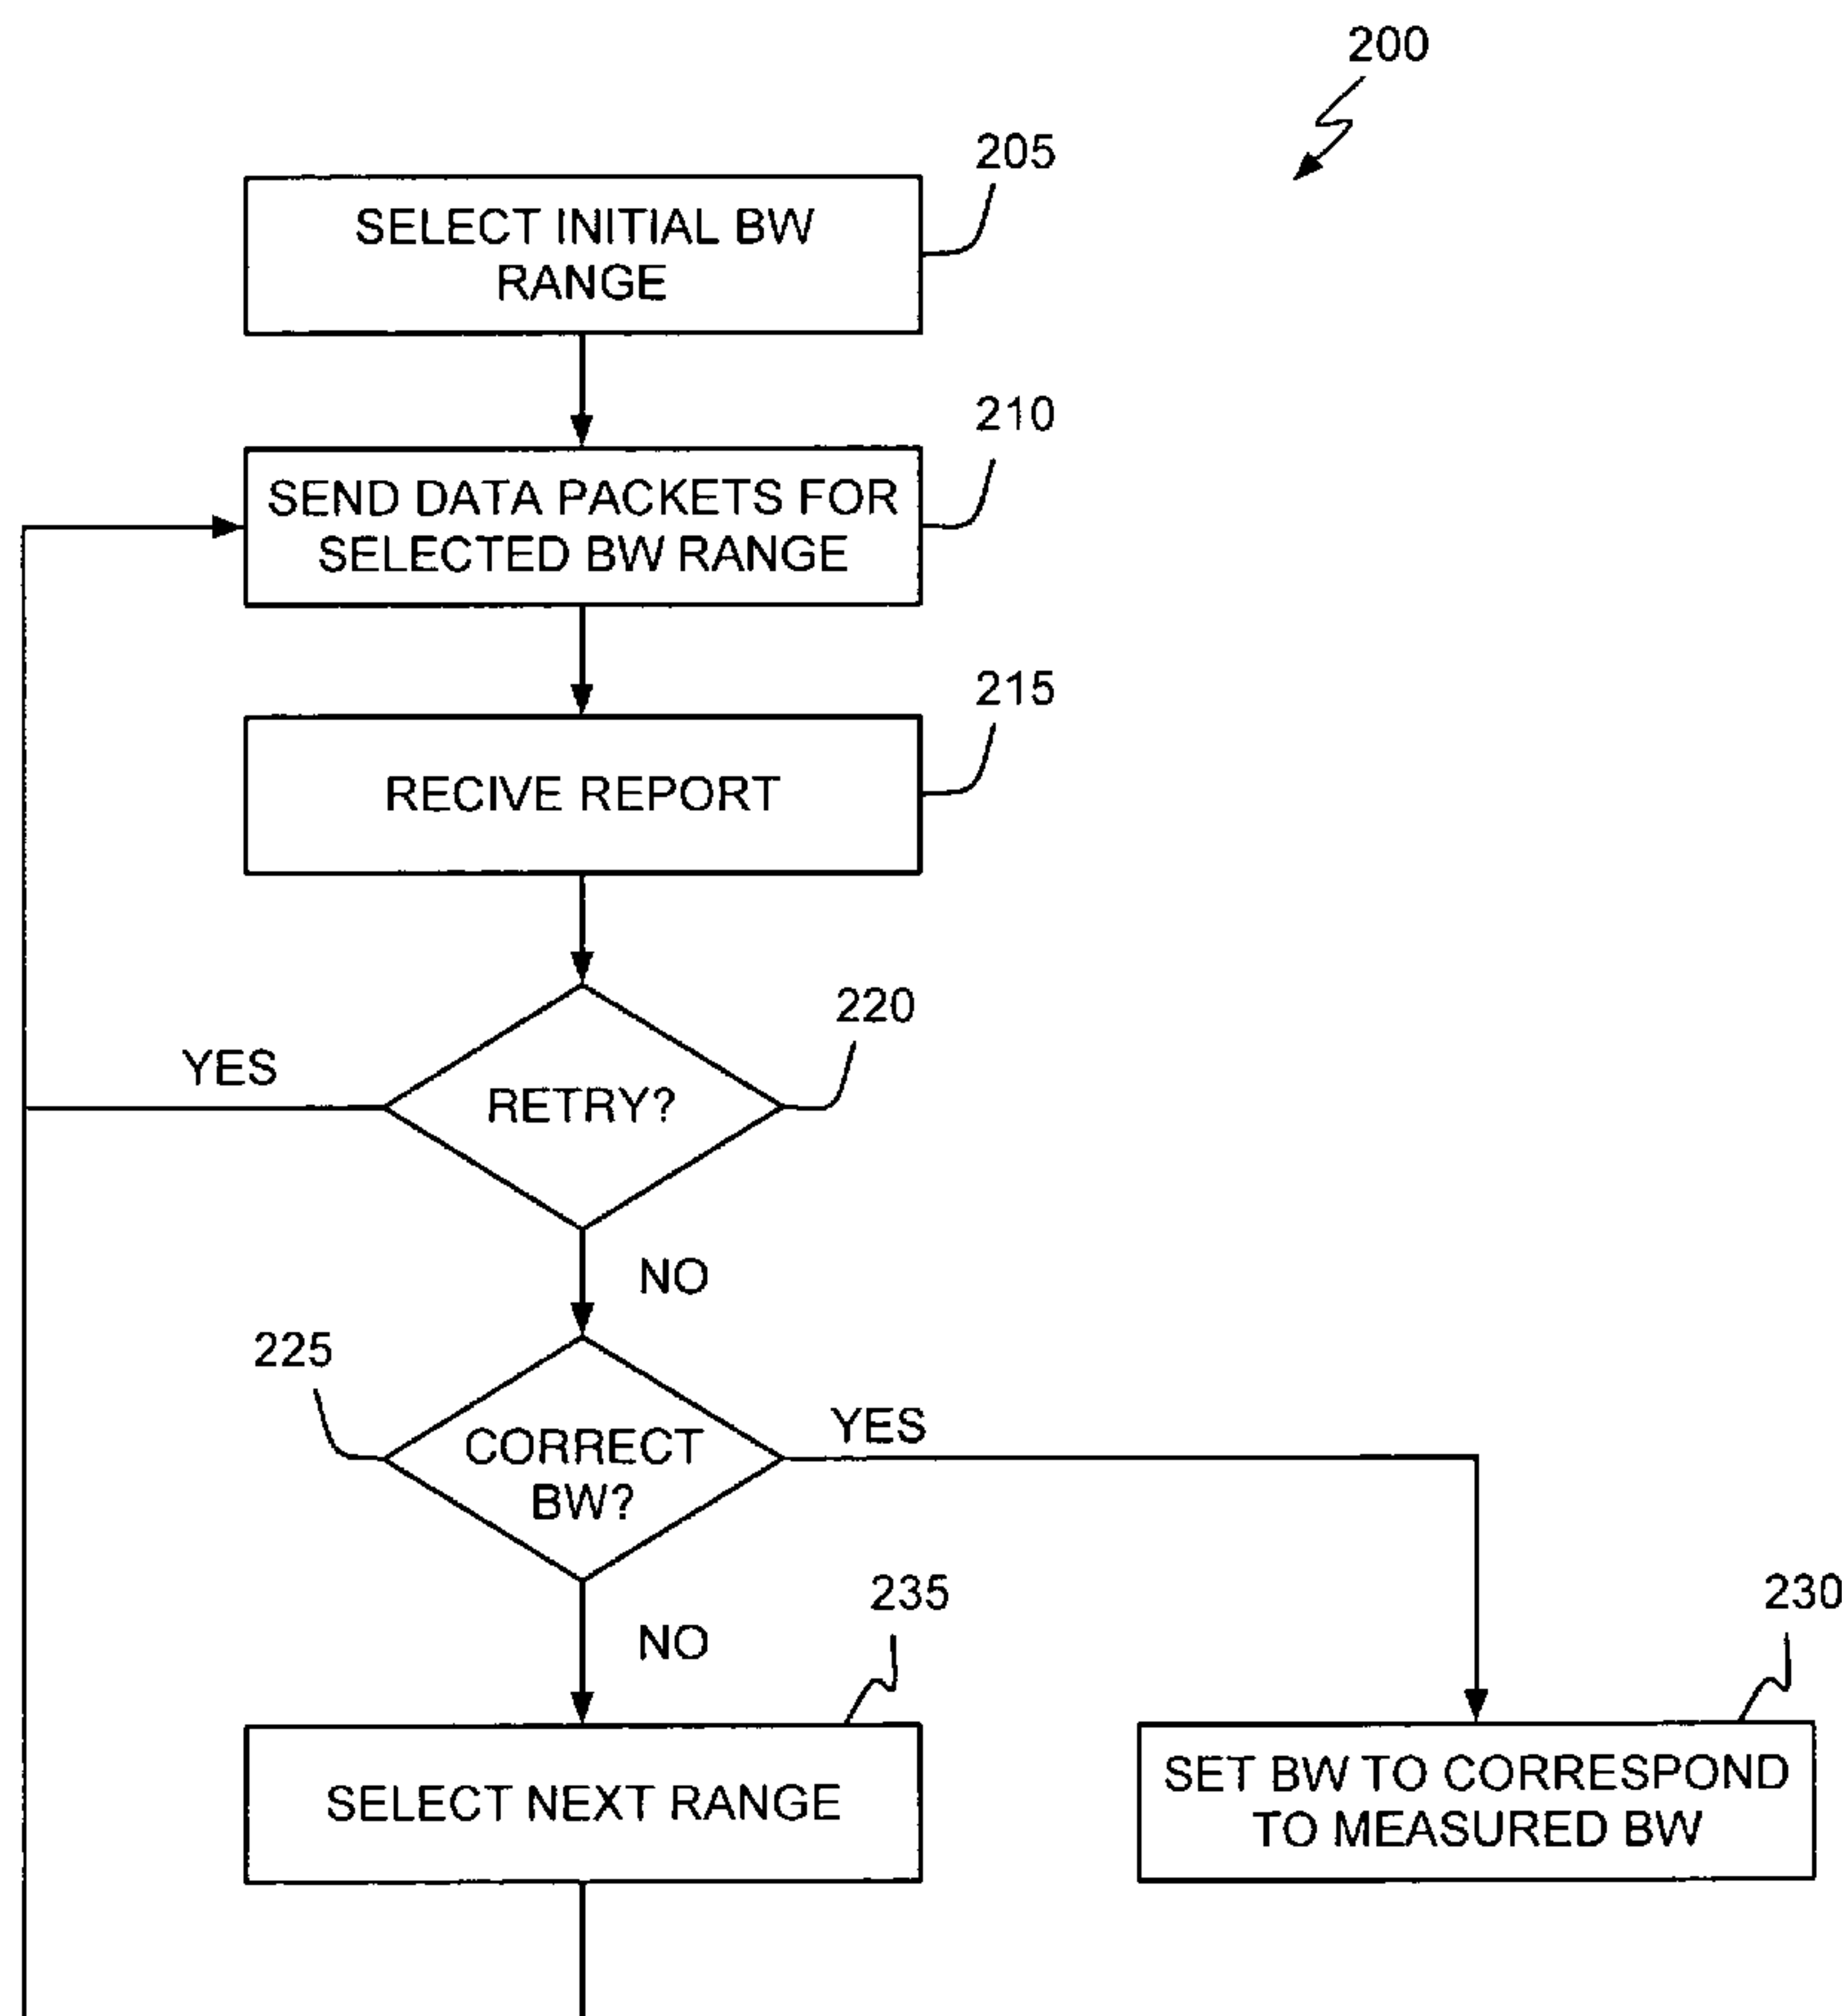 200
205
SELECT INITIAL BW
RANGE
210
SEND DATA PACKETS FOR
SELECTED BW RANGE
215
RECIVE REPORT
220
YES
RETRY?
NO
225
CORRECT
BW?
YES
235
230
NO
SELECT NEXT RANGE
SET BW TO CORRESPOND
TO MEASURED BW